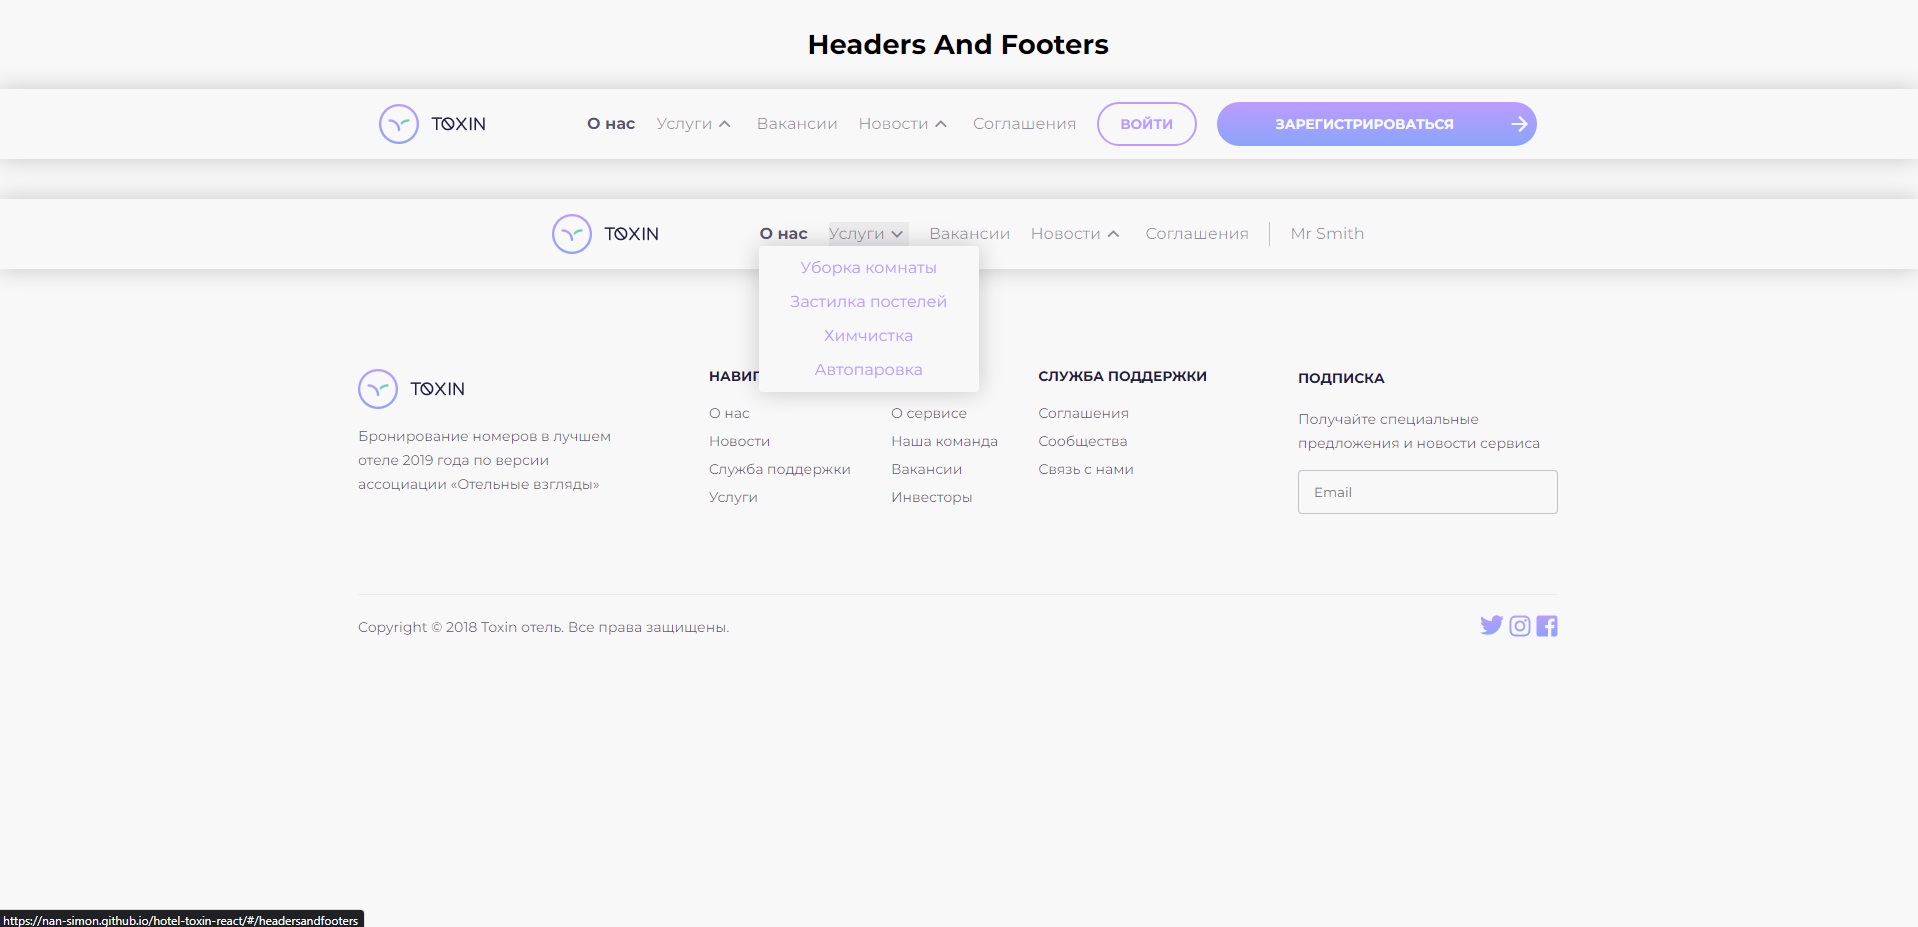 Headers And Footers
TOXIN
О нас Услуги Вакансии Новости Соглашения ВОЙТИ ЗАРЕГИСТРИРОВАТЬСЯ
TOXIN
О нас Услуги Вакансии Новости Соглашения Mr Smith
Уборка комнаты
Застилка постелей
Химчистка
Автопаровка
TOXIN
Бронирование номеров в лучшем
отеле 2019 года по версии
ассоциации «Отельные взгляды»
НАВИГ
О нас
Новости
Служба поддержки
Услуги
О сервисе
Наша команда
Вакансии
Инвесторы
СЛУЖБА ПОДДЕРЖКИ
Соглашения
Сообщества
Связь с нами
ПОДПИСКА
Получайте специальные
предложения и новости сервиса
Email
Copyright © 2018 Toxin отель. Все права защищены.
https://nan-simon.github.io/hotel-toxin-react/#/headersandfooters